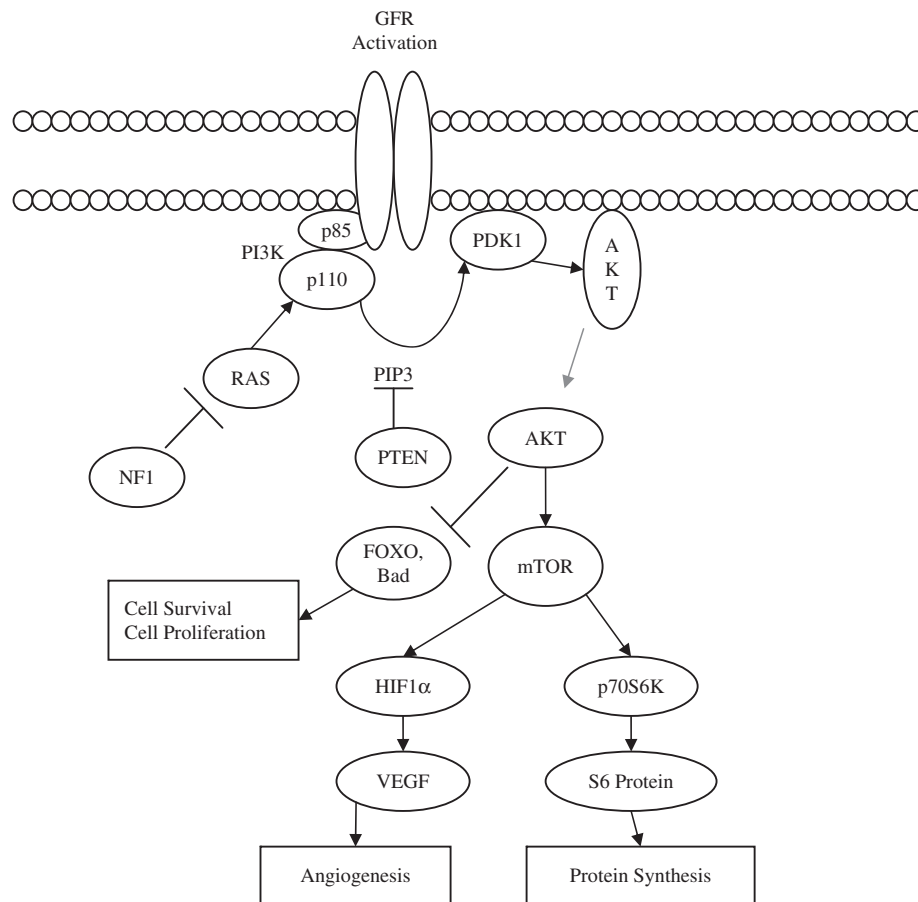 GFR
Activation
p85
PI3K
p110
PDK1
A
K
T
RAS
PIP3
NF1
PTEN
AKT
FOXO,
Bad
mTOR
Cell Survival
Cell Proliferation
HIF1α
p70S6K
VEGF
S6 Protein
Angiogenesis
Protein Synthesis